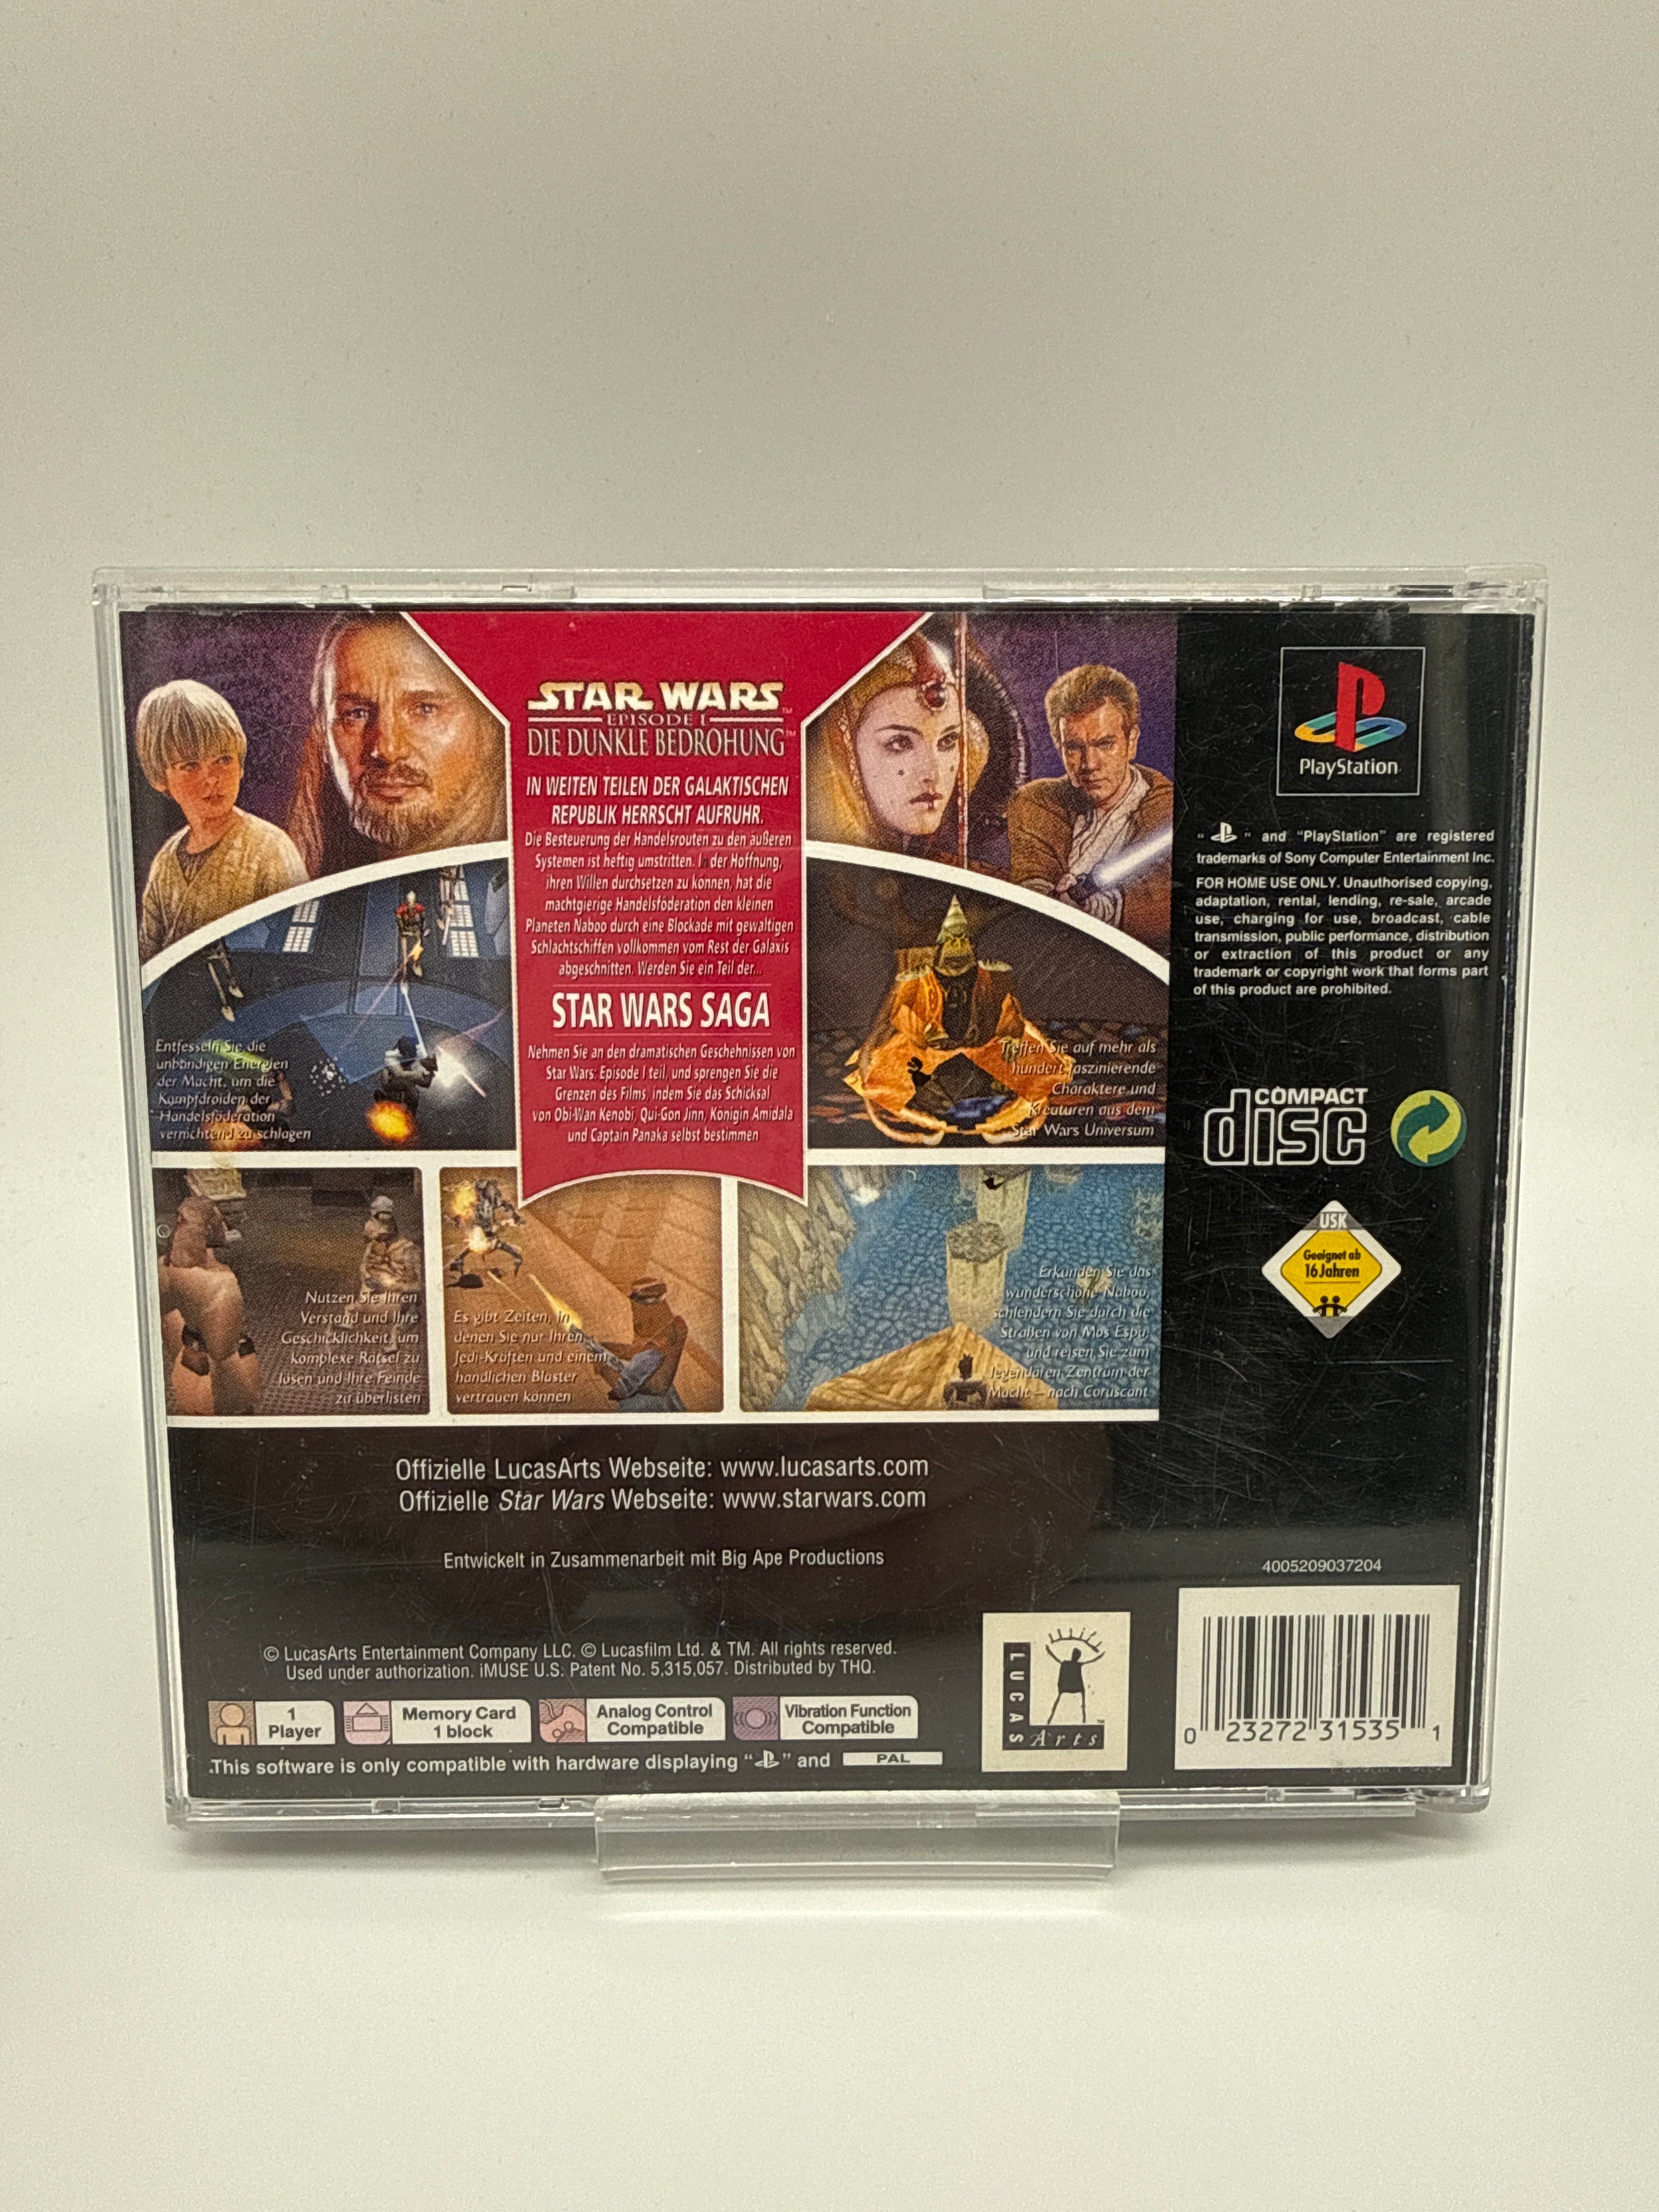 STAR WARS™
EPISODE I
DIE DUNKLE BEDROHUNG™
IN WEITEN TEILEN DER GALAKTISCHEN
REPUBLIK HERRSCHT AUFRUHR.
Die Besteuerung der Handelsrouten zu den äußeren
Systemen ist heftig umstritten. I der Hoffnung,
ihren Willen durchsetzen zu können, hat die
machtgierige Handelsföderation den kleinen
Planeten Naboo durch eine Blockade mit gewaltigen
Schlachtschiffen vollkommen vom Rest der Galaxis
abgeschnitten. Werden Sie ein Teil der...
STAR WARS SAGA
Nehmen Sie an den dramatischen Geschehnissen von
Star Wars: Episode I teil, und sprengen Sie die
Grenzen des Films, indem Sie das Schicksal
von Obi-Wan Kenobi, Qui-Gon Jinn, Königin Amidala
und Captain Panaka selbst bestimmen
Entfesseln Sie die
unbändigen Energien
der Macht, um die
Kampfdroiden der
Handelsföderation
vernichtend zu schlagen
Treffen Sie auf mehr als
hundert faszinierende
Charaktere und
Kreaturen aus dem
Star Wars Universum
Nutzen Sie Ihren
Verstand und Ihre
Geschicklichkeit, um
komplexe Rätsel zu
lösen und Ihre Feinde
zu überlisten
Es gibt Zeiten, in
denen Sie nur Ihren
Jedi-Kräften und einem
handlichen Blaster
vertrauen können
Erkunden Sie das
wunderschöne Naboo,
schlendern Sie durch die
Straßen von Mos Espa,
und reisen Sie zum
legendären Zentrum der
Macht – nach Coruscant
Offizielle LucasArts Webseite: www.lucasarts.com
Offizielle Star Wars Webseite: www.starwars.com
Entwickelt in Zusammenarbeit mit Big Ape Productions
© LucasArts Entertainment Company LLC. © Lucasfilm Ltd. & TM. All rights reserved.
Used under authorization. iMUSE U.S. Patent No. 5,315,057. Distributed by THQ.
1
Player
Memory Card
1 block
Analog Control
Compatible
Vibration Function
Compatible
This software is only compatible with hardware displaying “ ” and PAL
LUCAS
Arts™
PlayStation
“ ” and “PlayStation” are registered
trademarks of Sony Computer Entertainment Inc.
FOR HOME USE ONLY. Unauthorised copying,
adaptation, rental, lending, re-sale, arcade
use, charging for use, broadcast, cable
transmission, public performance, distribution
or extraction of this product or any
trademark or copyright work that forms part
of this product are prohibited.
COMPACT
disc
USK
Geeignet ab
16 Jahren
4005209037204
0 23272 31535 1